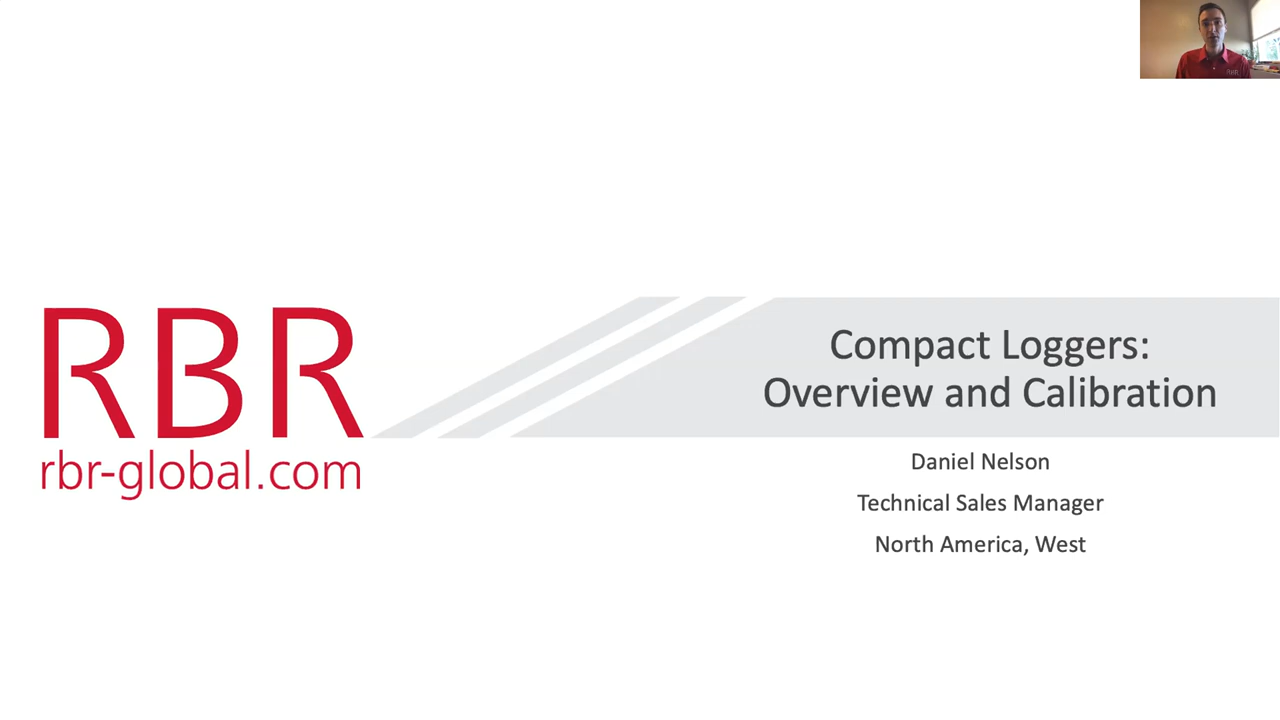 RBR
rbr-global.com
Compact Loggers:
Overview and Calibration
Daniel Nelson
Technical Sales Manager
North America, West